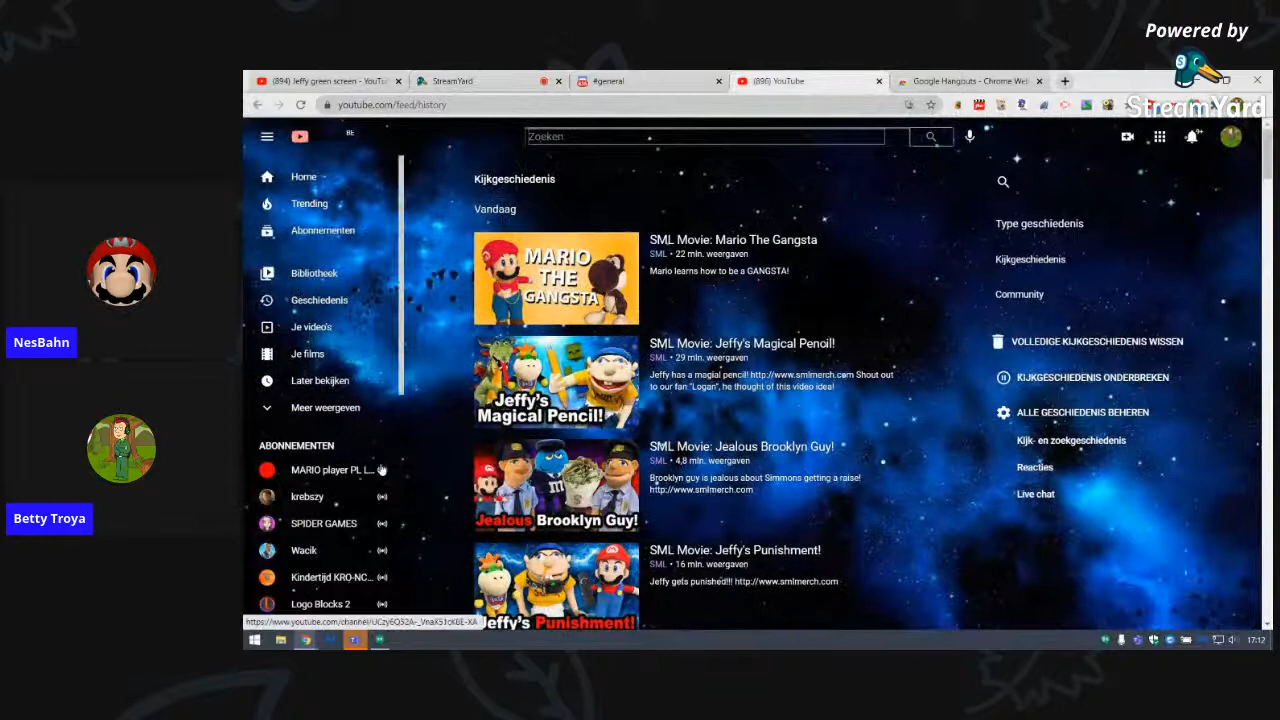 Powered by
StreamYard
(894) Jeffy green screen - YouTu
StreamYard
#general
(896) YouTube
Google Hangouts - Chrome Wel
youtube.com/feed/history
BE
Zoeken
Home
Trending
Abonnementen
Bibliotheek
Geschiedenis
Je video's
Je films
Later bekijken
Meer weergeven
ABONNEMENTEN
MARIO player PL L...
krebszy
SPIDER GAMES
Wacik
Kindertijd KRO-NC...
Logo Blocks 2
Kijkgeschiedenis
Vandaag
MARIO
THE
GANGSTA
SML Movie: Mario The Gangsta
SML • 22 mln. weergaven
Mario learns how to be a GANGSTA!
Jeffy's
Magical Pencil!
SML Movie: Jeffy's Magical Pencil!
SML • 29 mln. weergaven
Jeffy has a magial pencil! http://www.smlmerch.com Shout out
to our fan "Logan", he thought of this video idea!
Jealous Brooklyn Guy!
SML Movie: Jealous Brooklyn Guy!
SML • 4,8 mln. weergaven
Brooklyn guy is jealous about Simmons getting a raise!
http://www.smlmerch.com
Jeffy's Punishment!
SML Movie: Jeffy's Punishment!
SML • 16 mln. weergaven
Jeffy gets punished!!! http://www.smlmerch.com
Type geschiedenis
Kijkgeschiedenis
Community
VOLLEDIGE KIJKGESCHIEDENIS WISSEN
KIJKGESCHIEDENIS ONDERBREKEN
ALLE GESCHIEDENIS BEHEREN
Kijk- en zoekgeschiedenis
Reacties
Live chat
17:12
NesBahn
Betty Troya